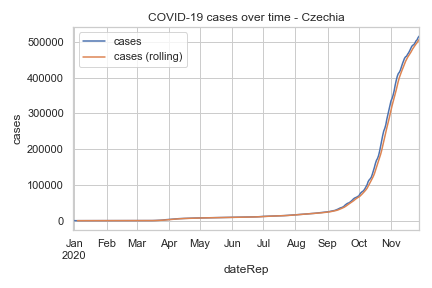 COVID-19 cases over time - Czechia
cases
cases (rolling)
500000
400000
300000
200000
100000
0
cases
Jan Feb Mar Apr May Jun Jul Aug Sep Oct Nov
2020
dateRep